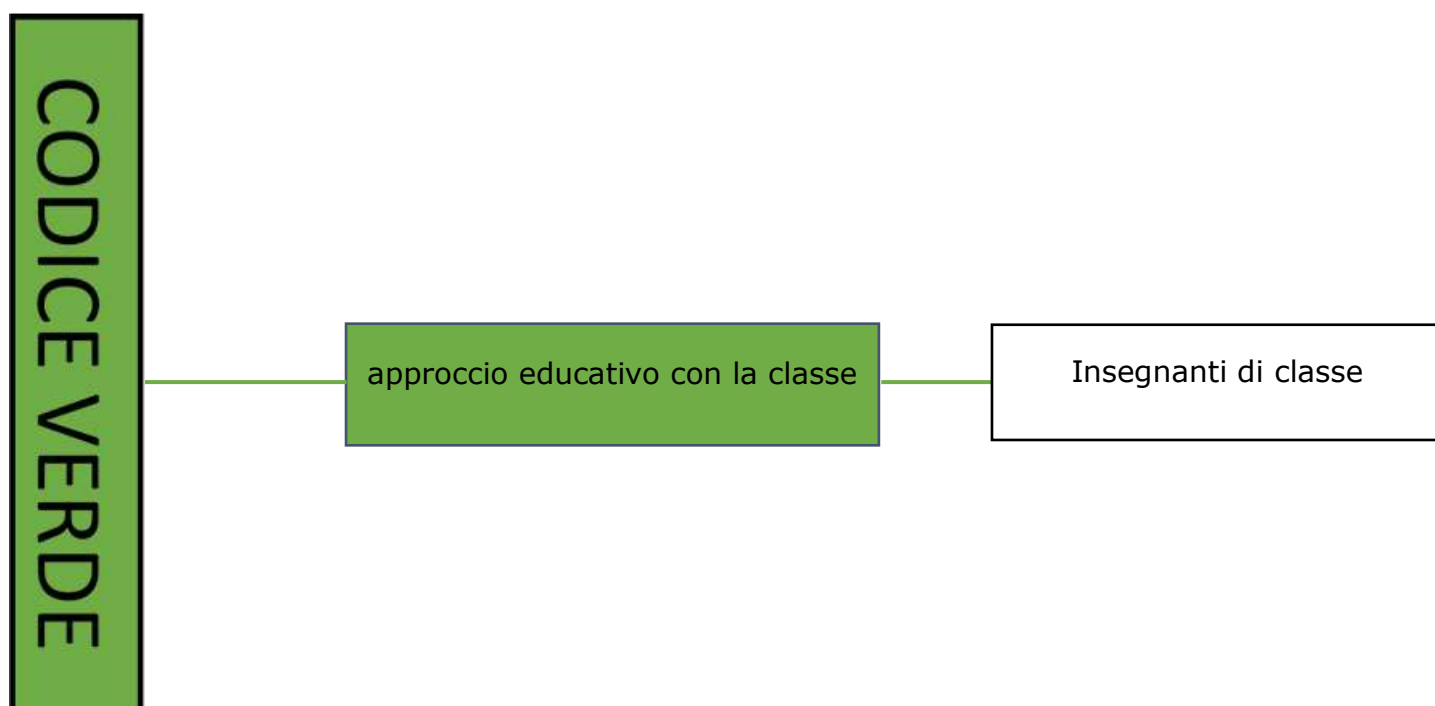 CODICE VERDE
approccio educativo con la classe
Insegnanti di classe